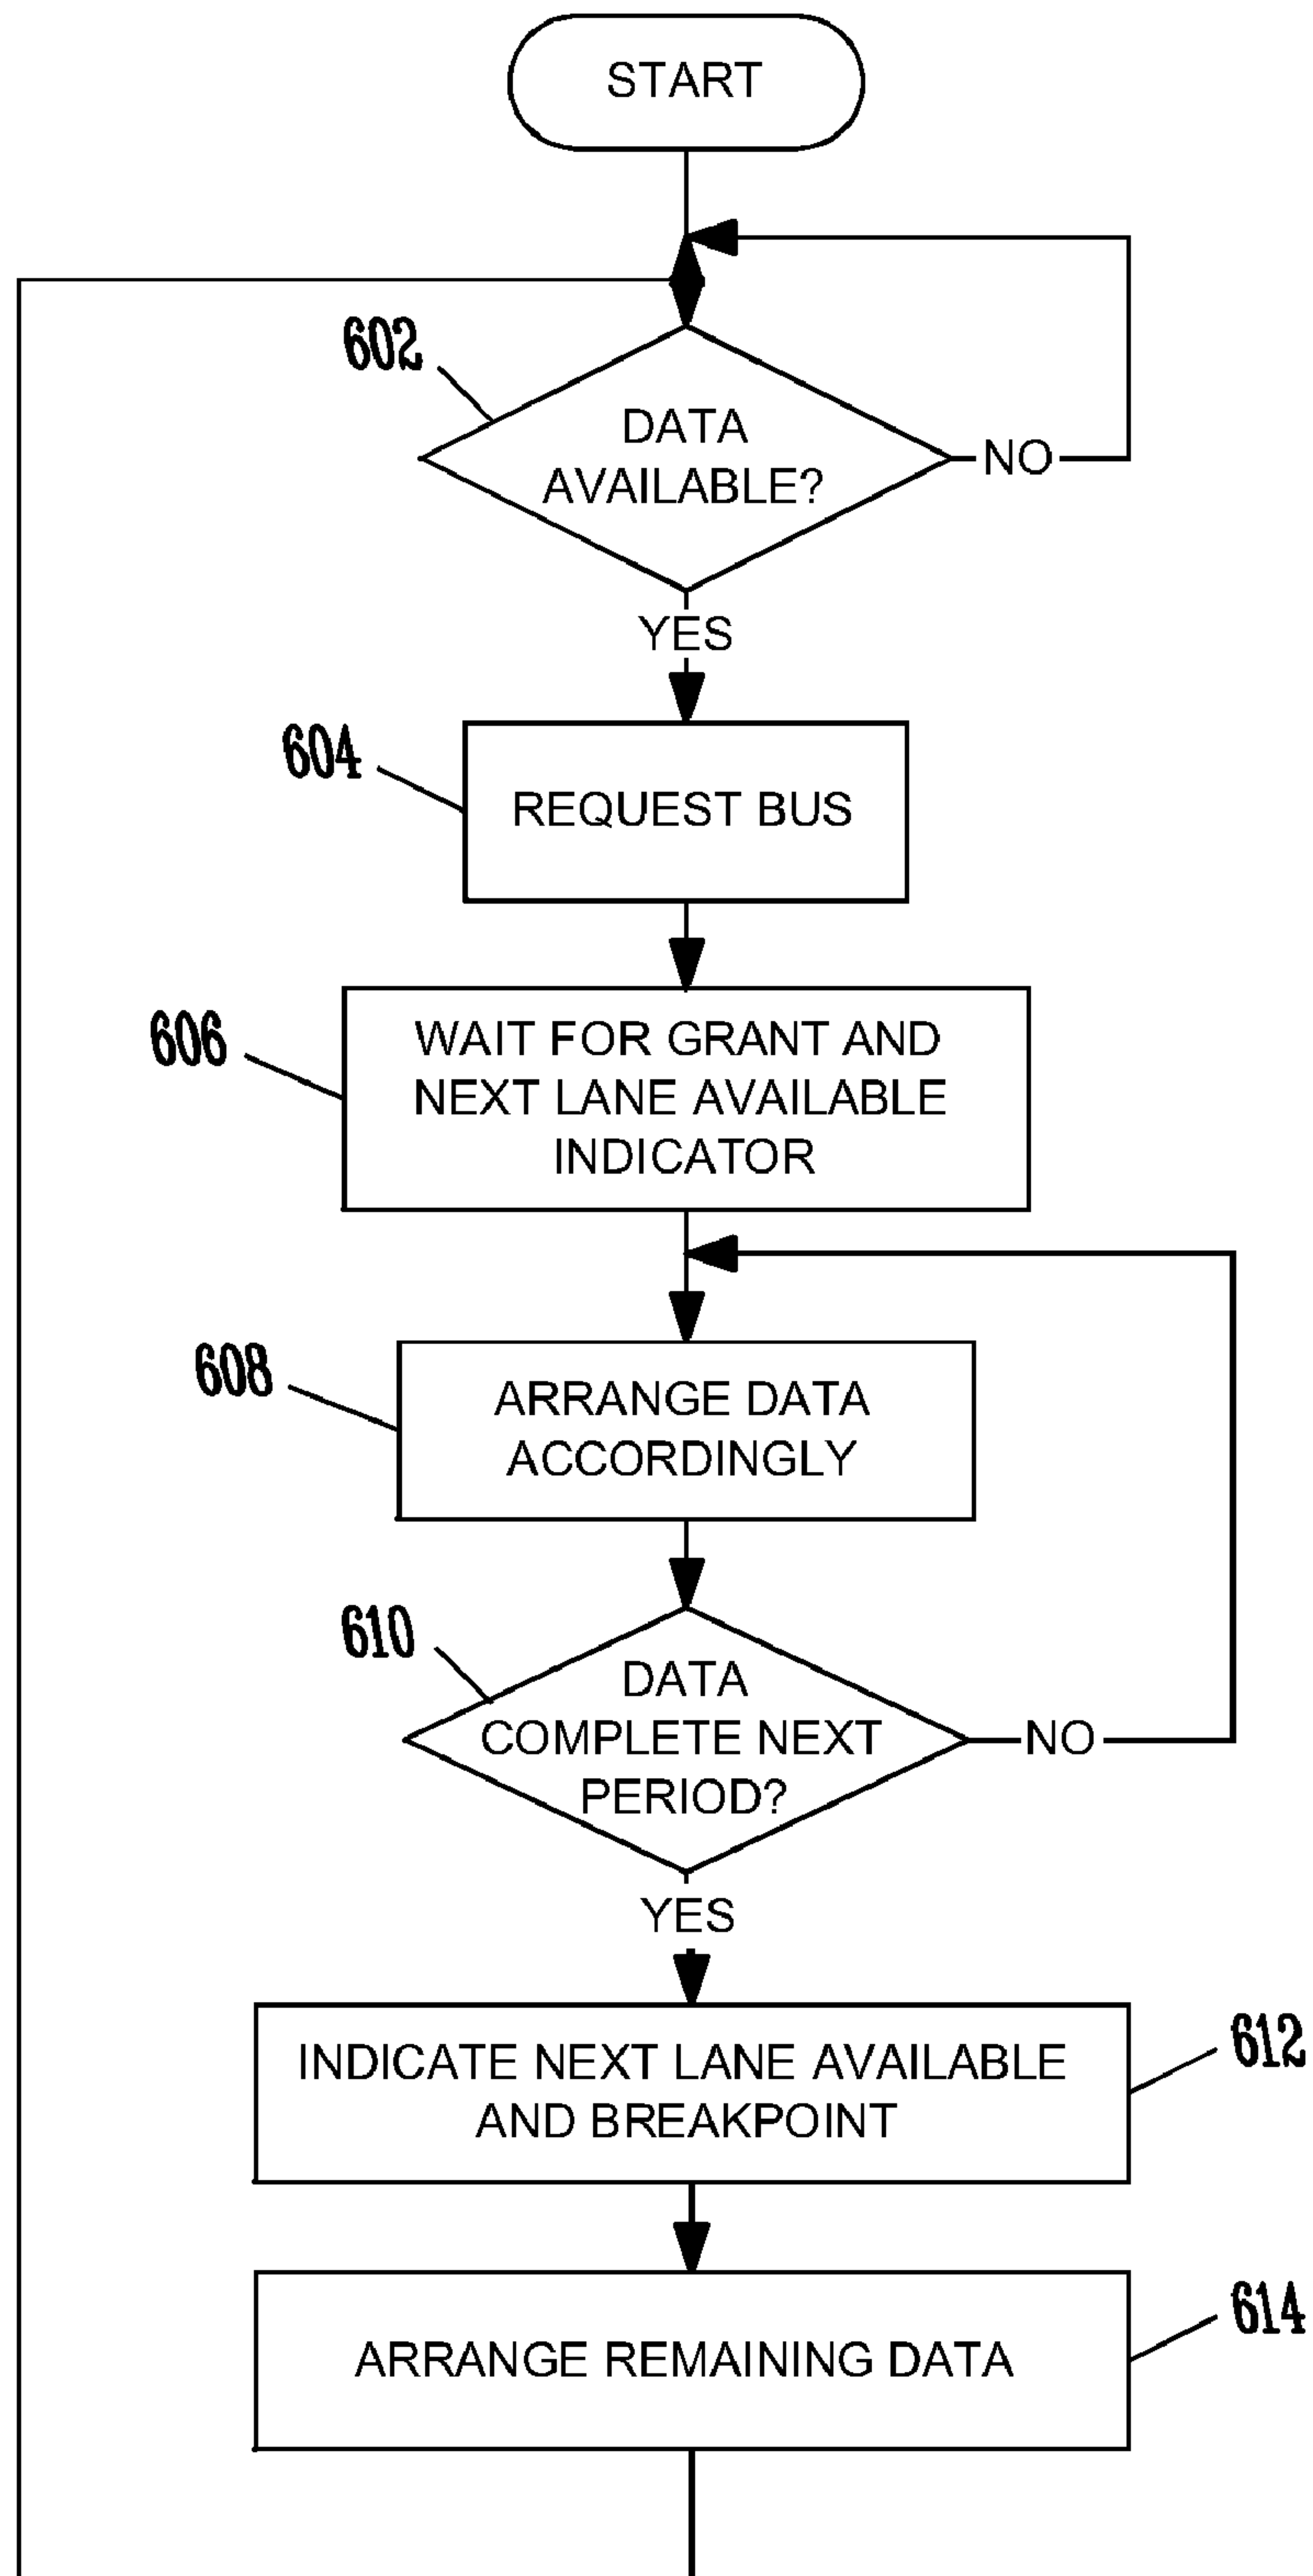 START
602
DATA
AVAILABLE?
NO
YES
604
REQUEST BUS
606
WAIT FOR GRANT AND
NEXT LANE AVAILABLE
INDICATOR
608
ARRANGE DATA
ACCORDINGLY
610
DATA
COMPLETE NEXT
PERIOD?
NO
YES
612
INDICATE NEXT LANE AVAILABLE
AND BREAKPOINT
614
ARRANGE REMAINING DATA